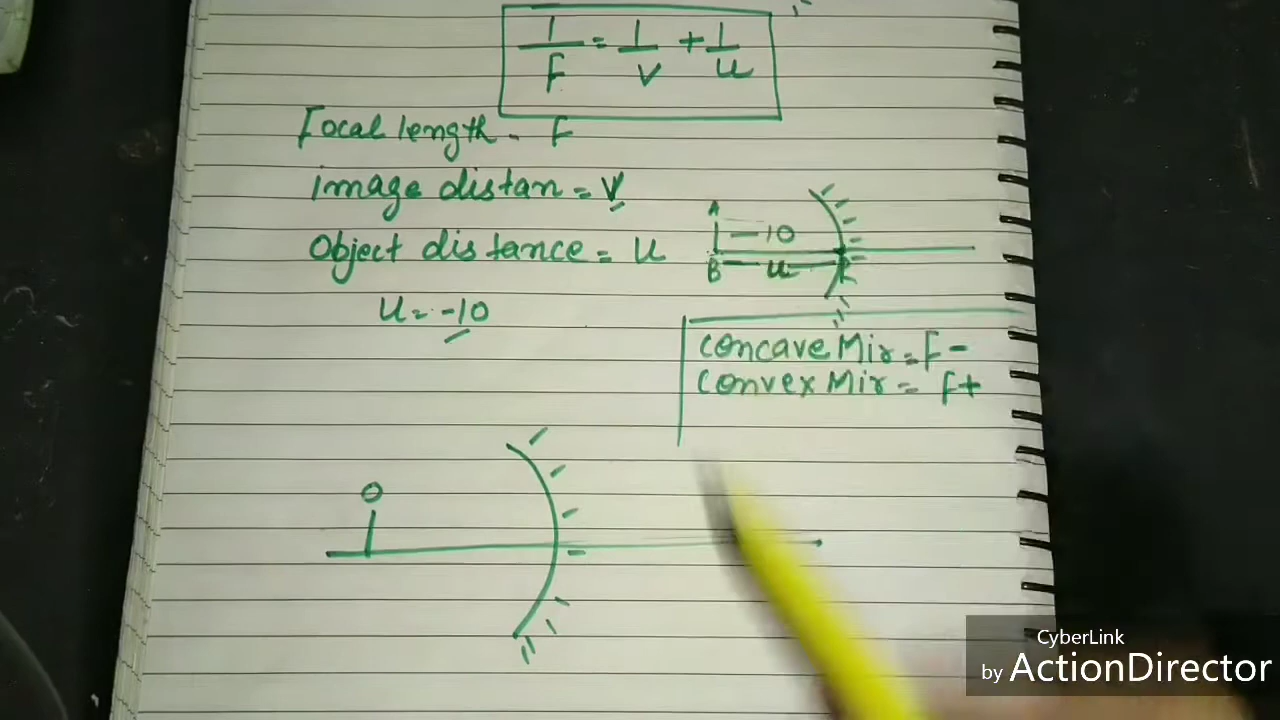 1/F = 1/V + 1/u
Focal length - F
image distan = V
Object distance = u
u = -10
A
-10
B u P
Concave Mir = F -
Convex Mir = F+
O
CyberLink
by ActionDirector